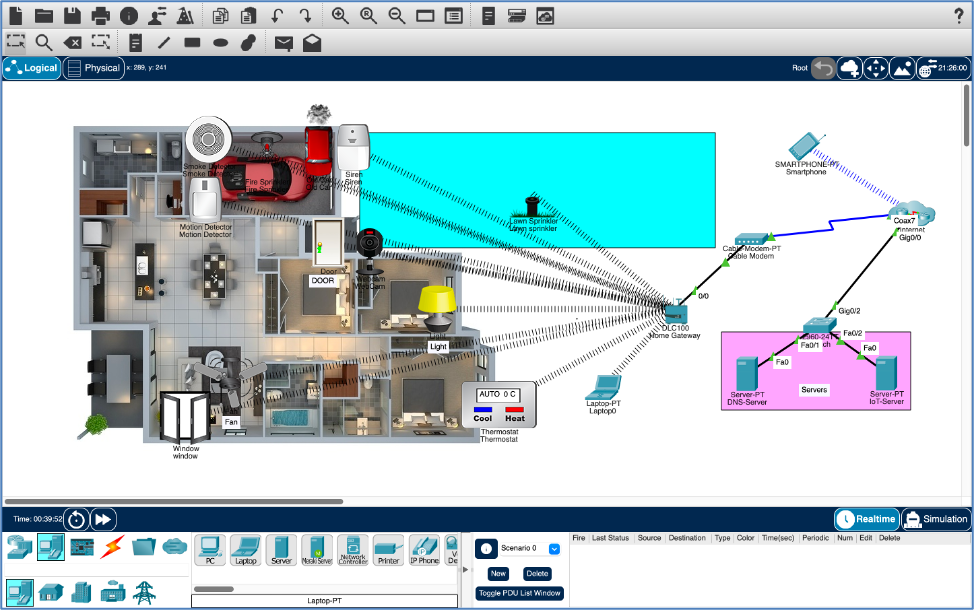 ?
Logical
Physical
x: 289, y: 241
Root
21:26:00
SMARTPHONE-PT
Smartphone
Smoke Detector
Smoke Detector
Siren
Siren
Fire Sprinkler
Old Car
Motion Detector
Motion Detector
Lawn Sprinkler
Lawn sprinkler
Coax7
Internet
Gig0/0
Cable-Modem-PT
Cable Modem
Door
DOOR
Webcam
WebCam
0/0
DLC100
Home Gateway
Gig0/2
Fa0/2
Fa0/1
Fa0
Fa0
Light
Light
Servers
Server-PT
DNS-Server
Server-PT
IoT-Server
AUTO 0 C
Cool
Heat
Thermostat
Thermostat
Laptop-PT
Laptop0
Fan
Window
window
Time: 00:39:52
Realtime
Simulation
PC
Laptop
Server
Meraki Server
Network Controller
Printer
IP Phone
Laptop-PT
Scenario 0
New
Delete
Toggle PDU List Window
Fire
Last Status
Source
Destination
Type
Color
Time(sec)
Periodic
Num
Edit
Delete